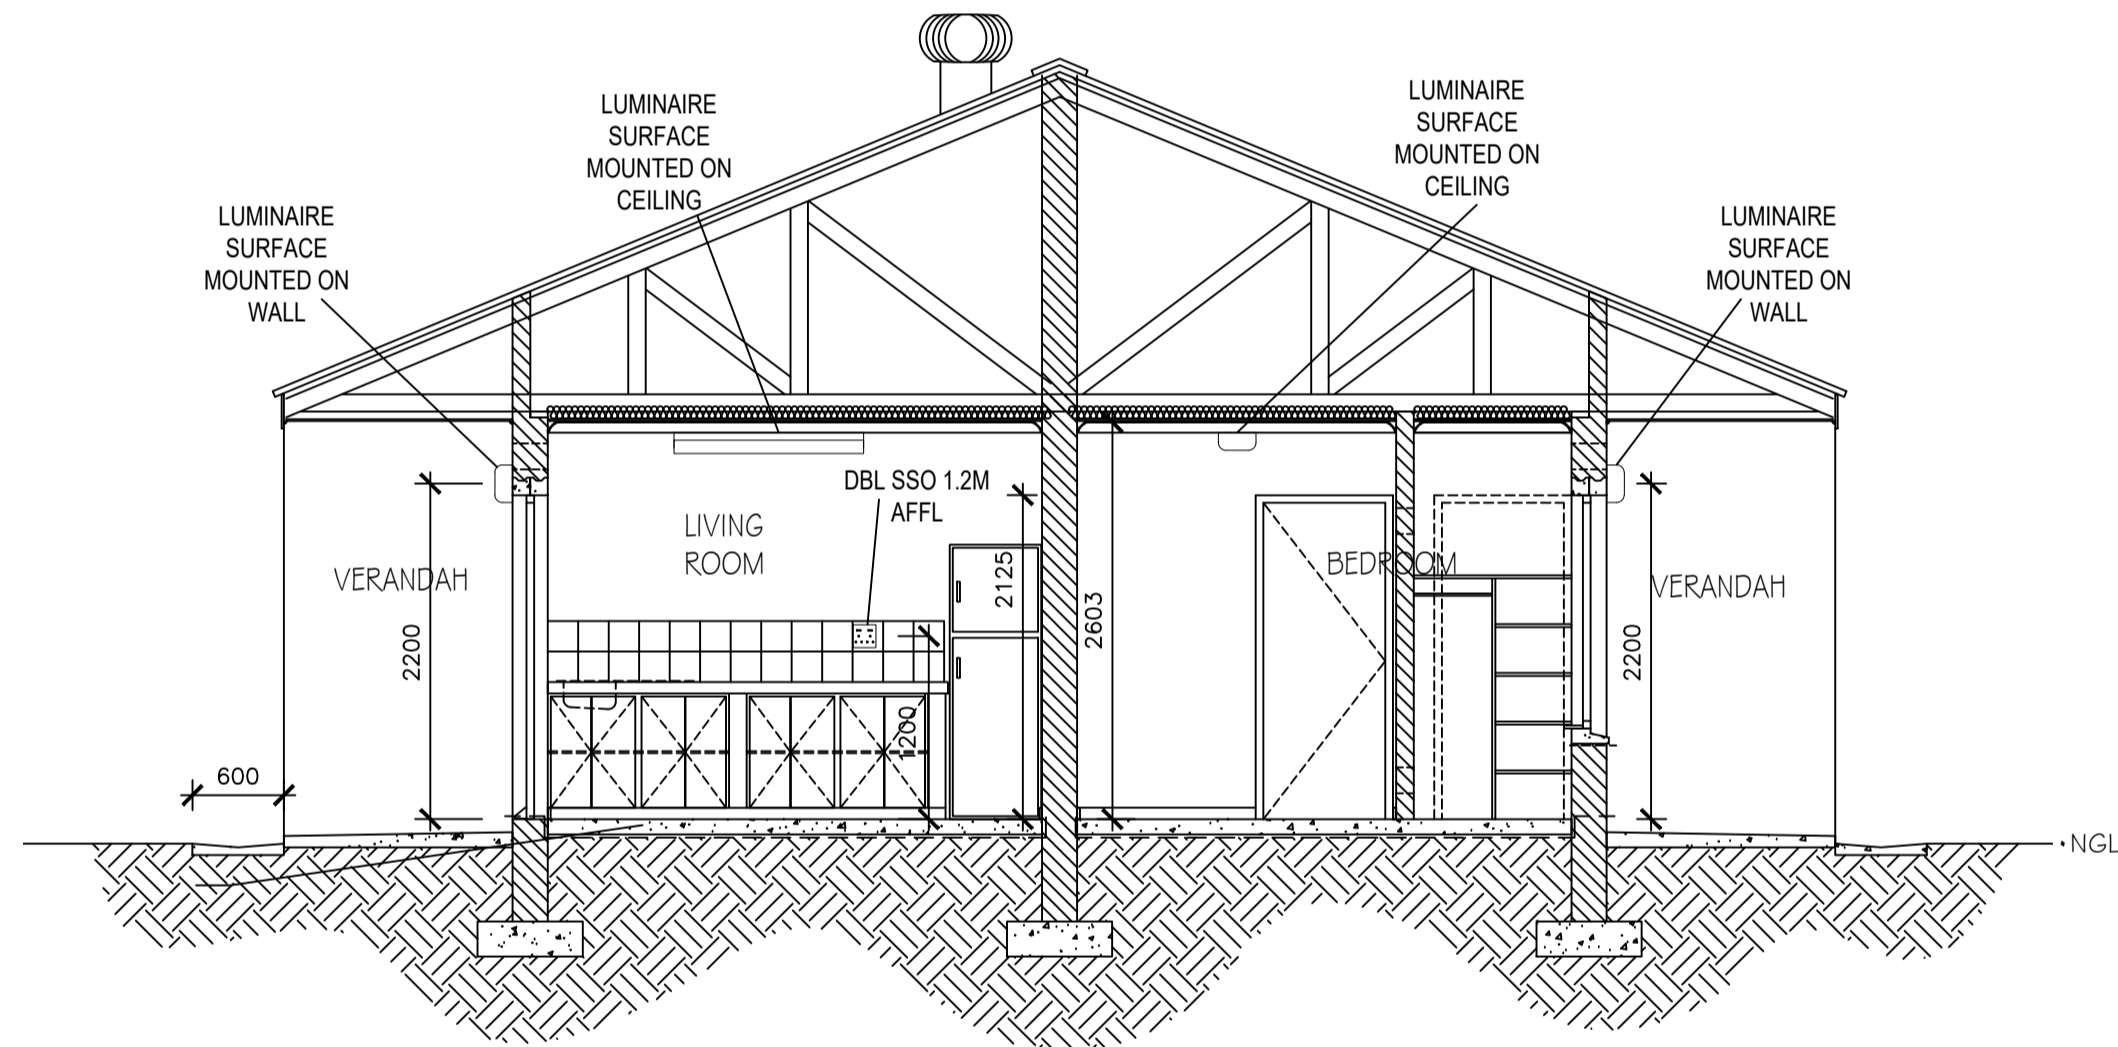 LUMINAIRE
SURFACE
MOUNTED ON
WALL
LUMINAIRE
SURFACE
MOUNTED ON
CEILING
LUMINAIRE
SURFACE
MOUNTED ON
CEILING
LUMINAIRE
SURFACE
MOUNTED ON
WALL
DBL SSO 1.2M
AFFL
LIVING
ROOM
VERANDAH
BEDROOM
VERANDAH
2200
2125
2603
2200
1200
600
NGL